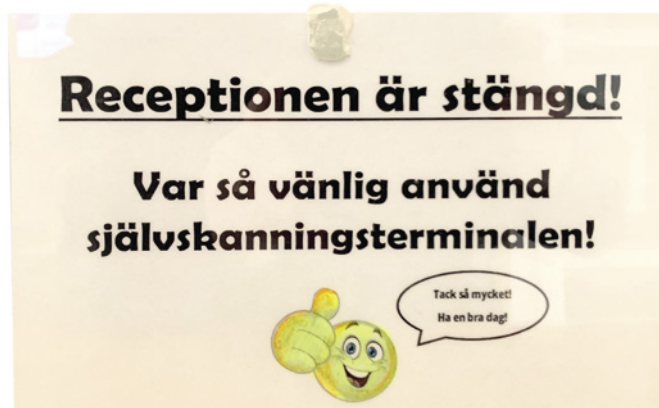 Receptionen är stängd!
Var så vänlig använd
självskanningsterminalen!
Tack så mycket!
Ha en bra dag!